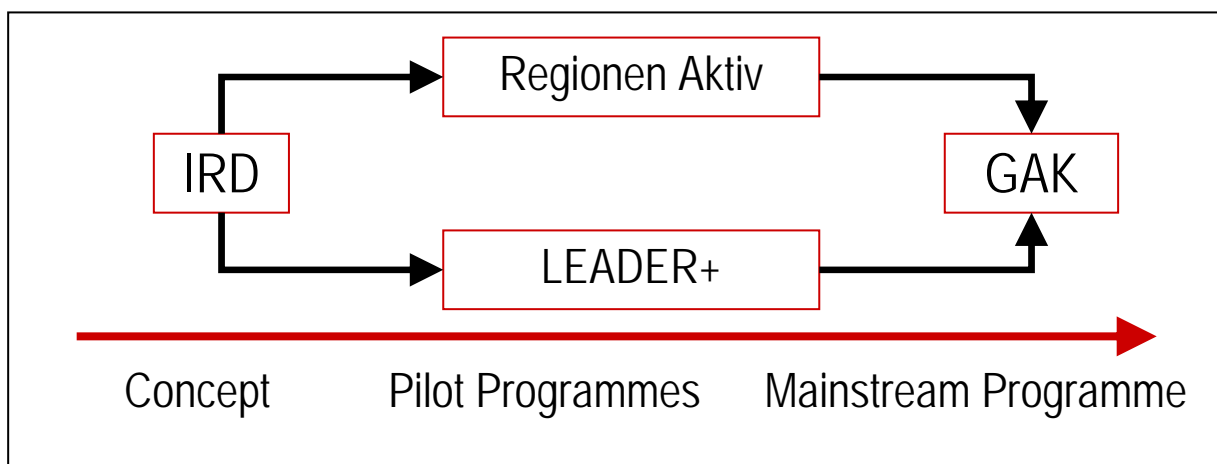 Regionen Aktiv
IRD
GAK
LEADER+
Concept
Pilot Programmes
Mainstream Programme